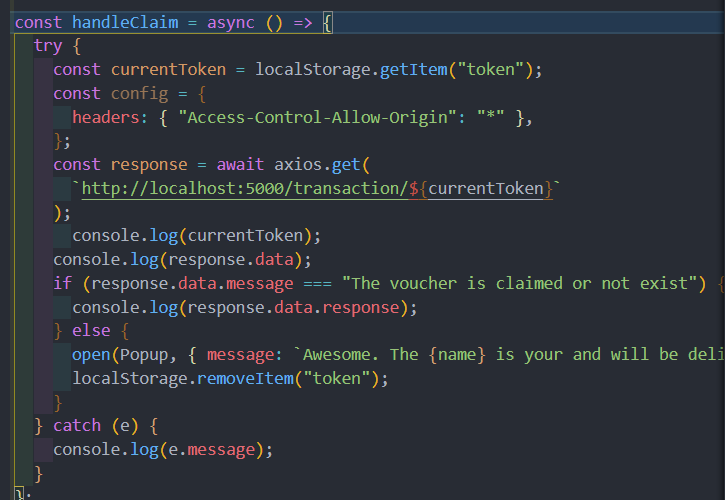 const handleClaim = async () => {
try {
const currentToken = localStorage.getItem("token");
const config = {
headers: { "Access-Control-Allow-Origin": "*" },
};
const response = await axios.get(
`http://localhost:5000/transaction/${currentToken}`
);
console.log(currentToken);
console.log(response.data);
if (response.data.message === "The voucher is claimed or not exist") {
console.log(response.data.response);
} else {
open(Popup, { message: `Awesome. The {name} is your and will be deli
localStorage.removeItem("token");
}
} catch (e) {
console.log(e.message);
}
};